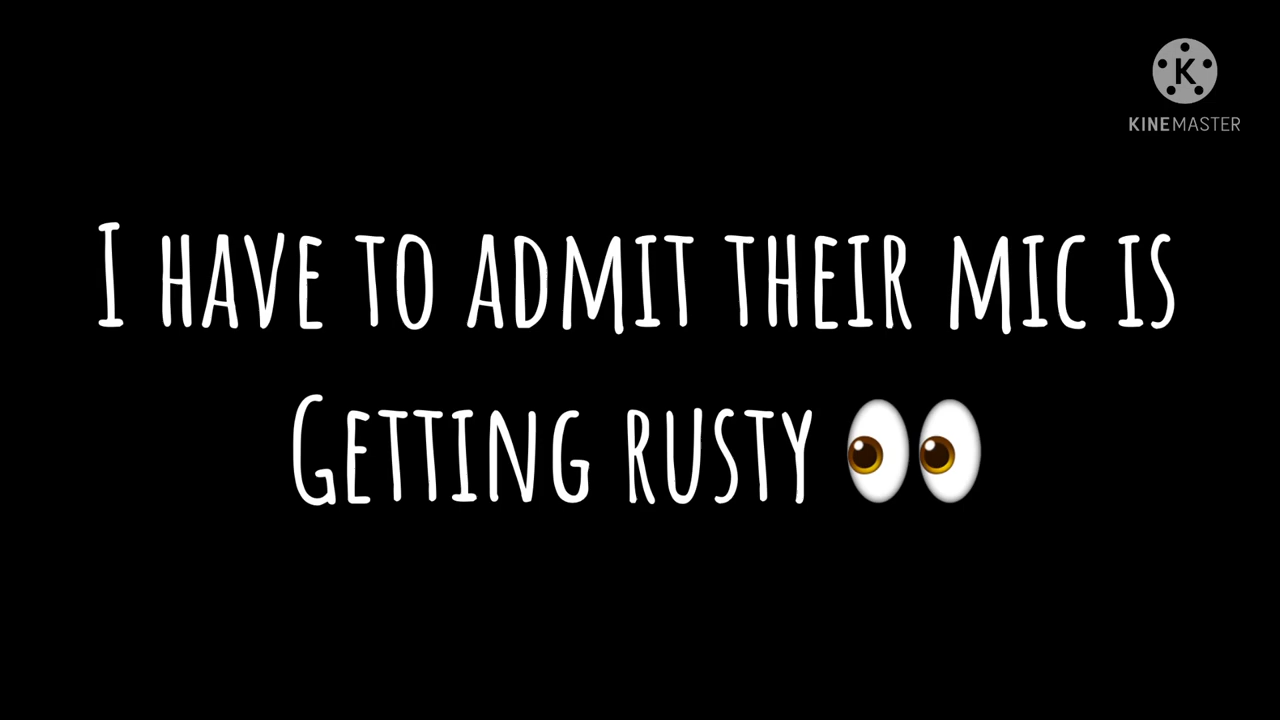 K
KINEMASTER
I HAVE TO ADMIT THEIR MIC IS
GETTING RUSTY 👀